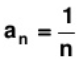 aₙ = 1/n